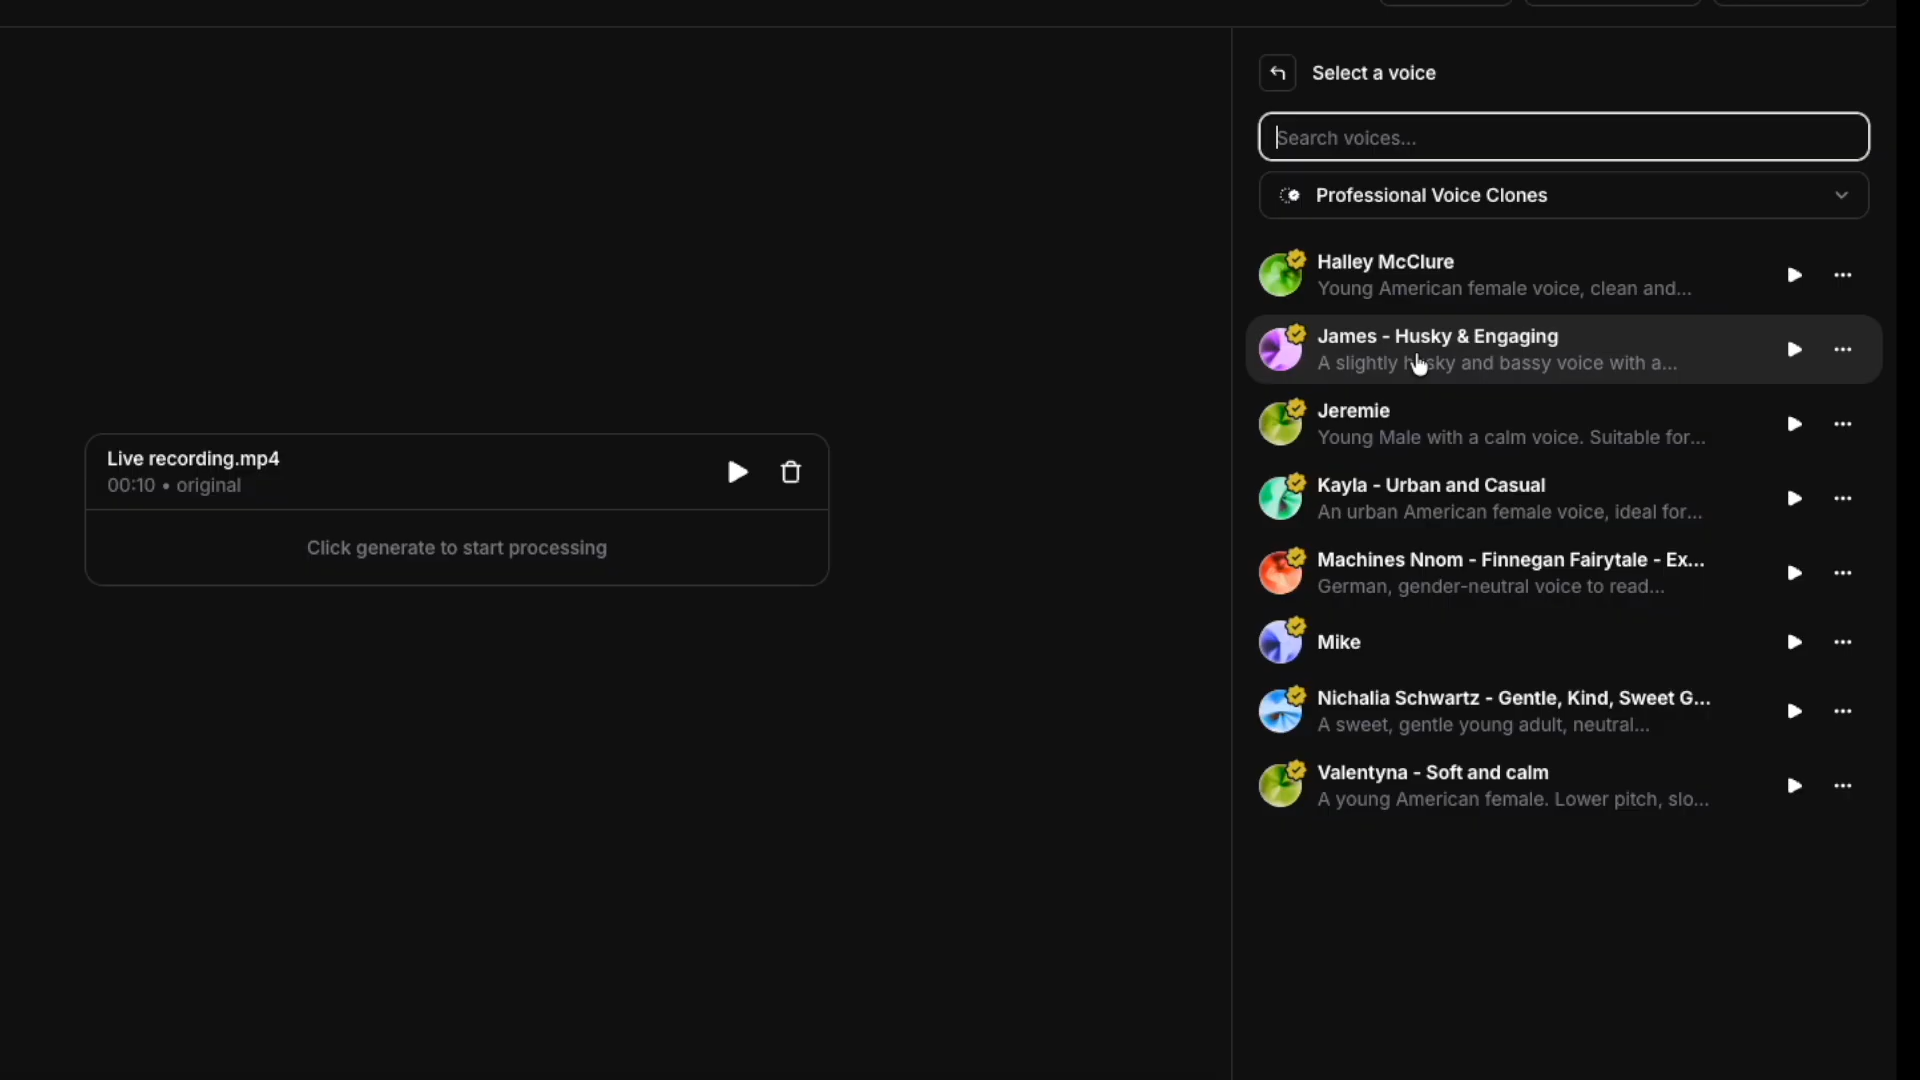 Select a voice
Search voices...
Professional Voice Clones
Halley McClure
Young American female voice, clean and...
James - Husky & Engaging
A slightly husky and bassy voice with a...
Jeremie
Young Male with a calm voice. Suitable for...
Kayla - Urban and Casual
An urban American female voice, ideal for...
Machines Nnom - Finnegan Fairytale - Ex...
German, gender-neutral voice to read...
Mike
Nichalia Schwartz - Gentle, Kind, Sweet G...
A sweet, gentle young adult, neutral...
Valentyna - Soft and calm
A young American female. Lower pitch, slo...
Live recording.mp4
00:10 • original
Click generate to start processing